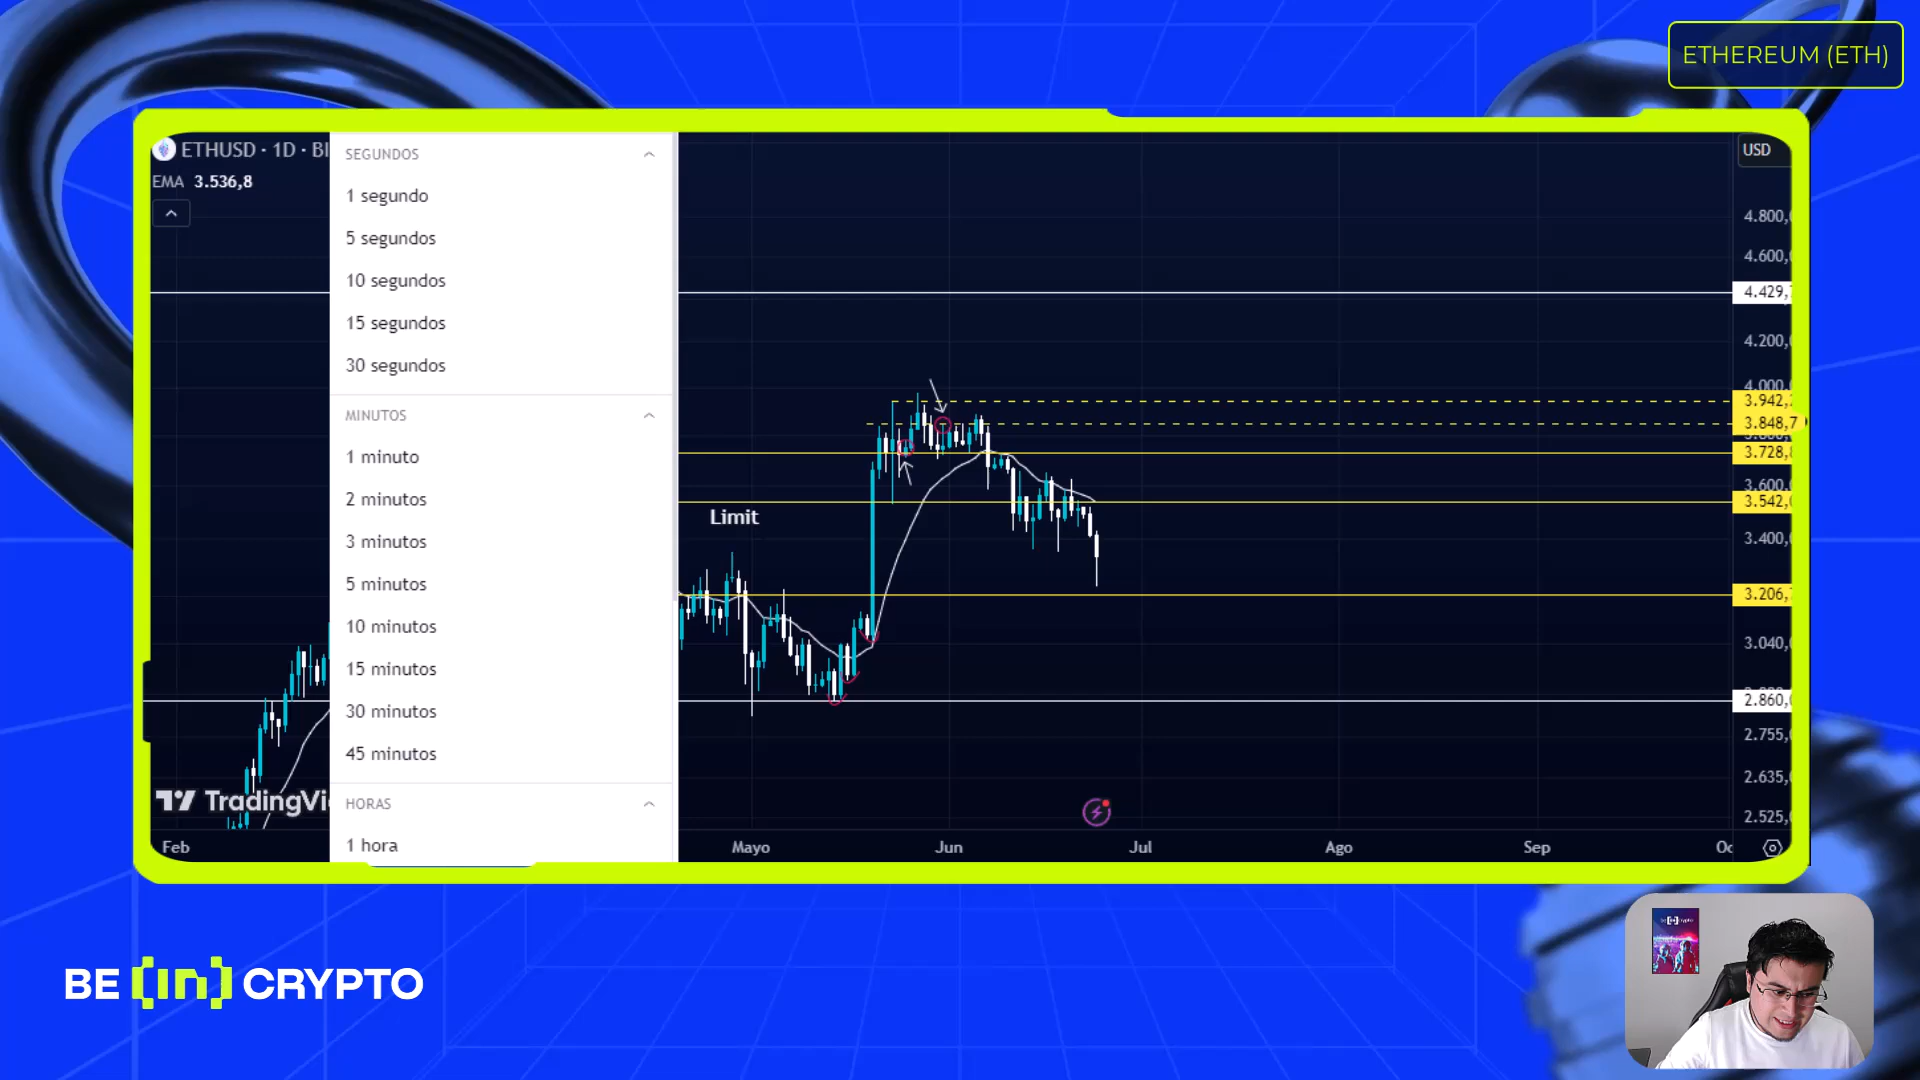 ETHEREUM (ETH)
ETHUSD · 1D · BI
EMA 3.536,8
SEGUNDOS
1 segundo
5 segundos
10 segundos
15 segundos
30 segundos
MINUTOS
1 minuto
2 minutos
3 minutos
5 minutos
10 minutos
15 minutos
30 minutos
45 minutos
HORAS
1 hora
Limit
USD
4.800,
4.600,
4.429,
4.200,
4.000,
3.942,
3.848,7
3.728,
3.600,
3.542,
3.400,
3.206,
3.040,
2.860,
2.755,
2.635,
2.525,
TradingVi
Feb
Mayo
Jun
Jul
Ago
Sep
BE [in] CRYPTO